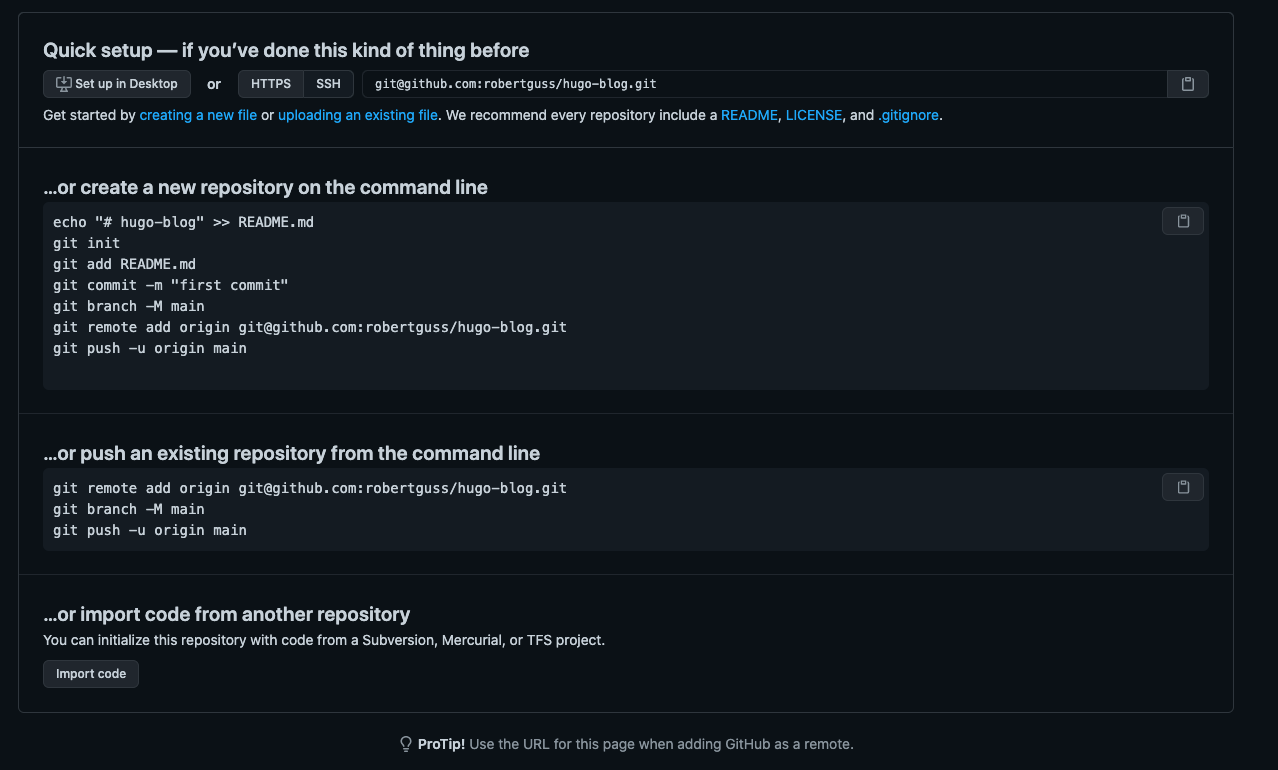 Quick setup — if you’ve done this kind of thing before
Set up in Desktop or HTTPS SSH git@github.com:robertguss/hugo-blog.git
Get started by creating a new file or uploading an existing file. We recommend every repository include a README, LICENSE, and .gitignore.
…or create a new repository on the command line
echo "# hugo-blog" >> README.md
git init
git add README.md
git commit -m "first commit"
git branch -M main
git remote add origin git@github.com:robertguss/hugo-blog.git
git push -u origin main
…or push an existing repository from the command line
git remote add origin git@github.com:robertguss/hugo-blog.git
git branch -M main
git push -u origin main
…or import code from another repository
You can initialize this repository with code from a Subversion, Mercurial, or TFS project.
Import code
ProTip! Use the URL for this page when adding GitHub as a remote.